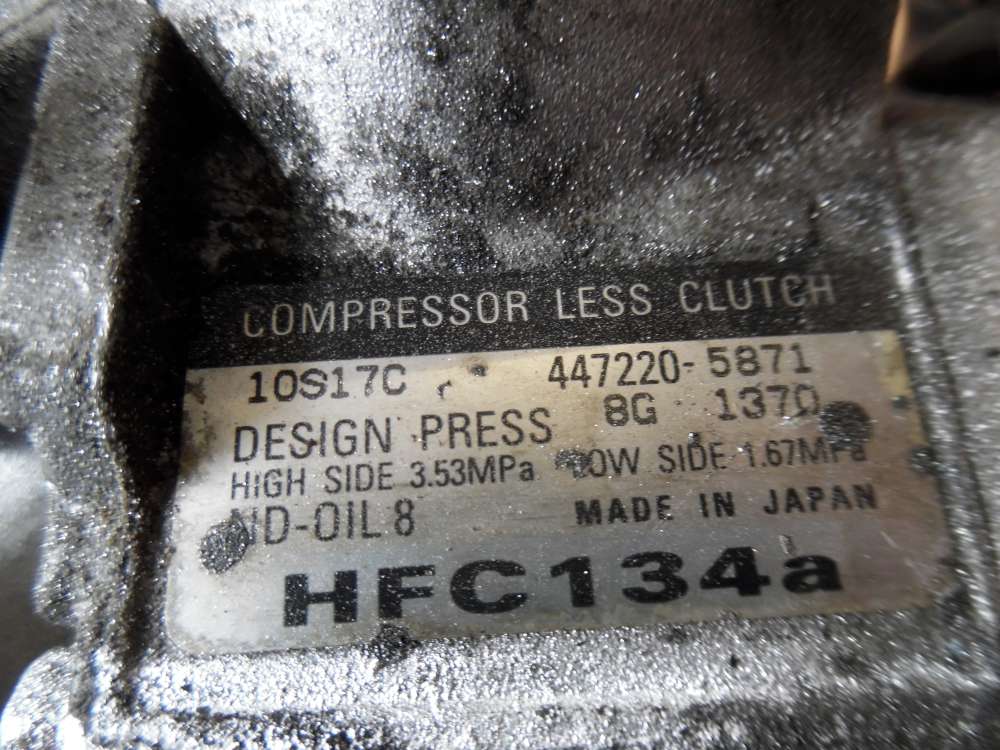 COMPRESSOR LESS CLUTCH
10S17C 447220-5871
8G 1370
DESIGN PRESS
HIGH SIDE 3.53MPa LOW SIDE 1.67MPa
ND-OIL 8 MADE IN JAPAN
HFC134a